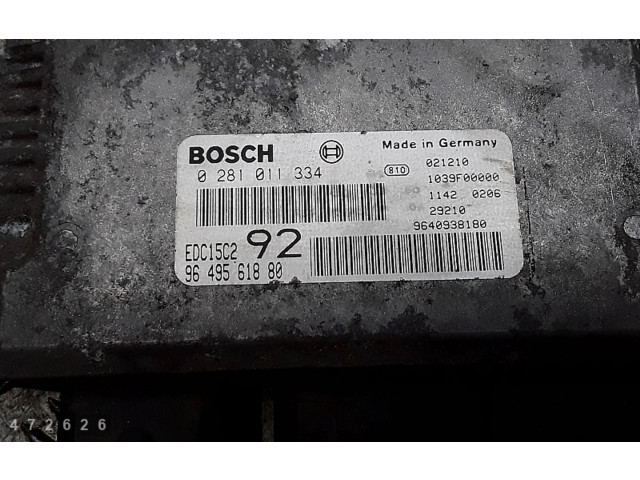 BOSCH
Made in Germany
0 281 011 334
810
021210
1039F00000
1142 0206
29210
9640938180
EDC15C2
92
96 495 618 80
472626